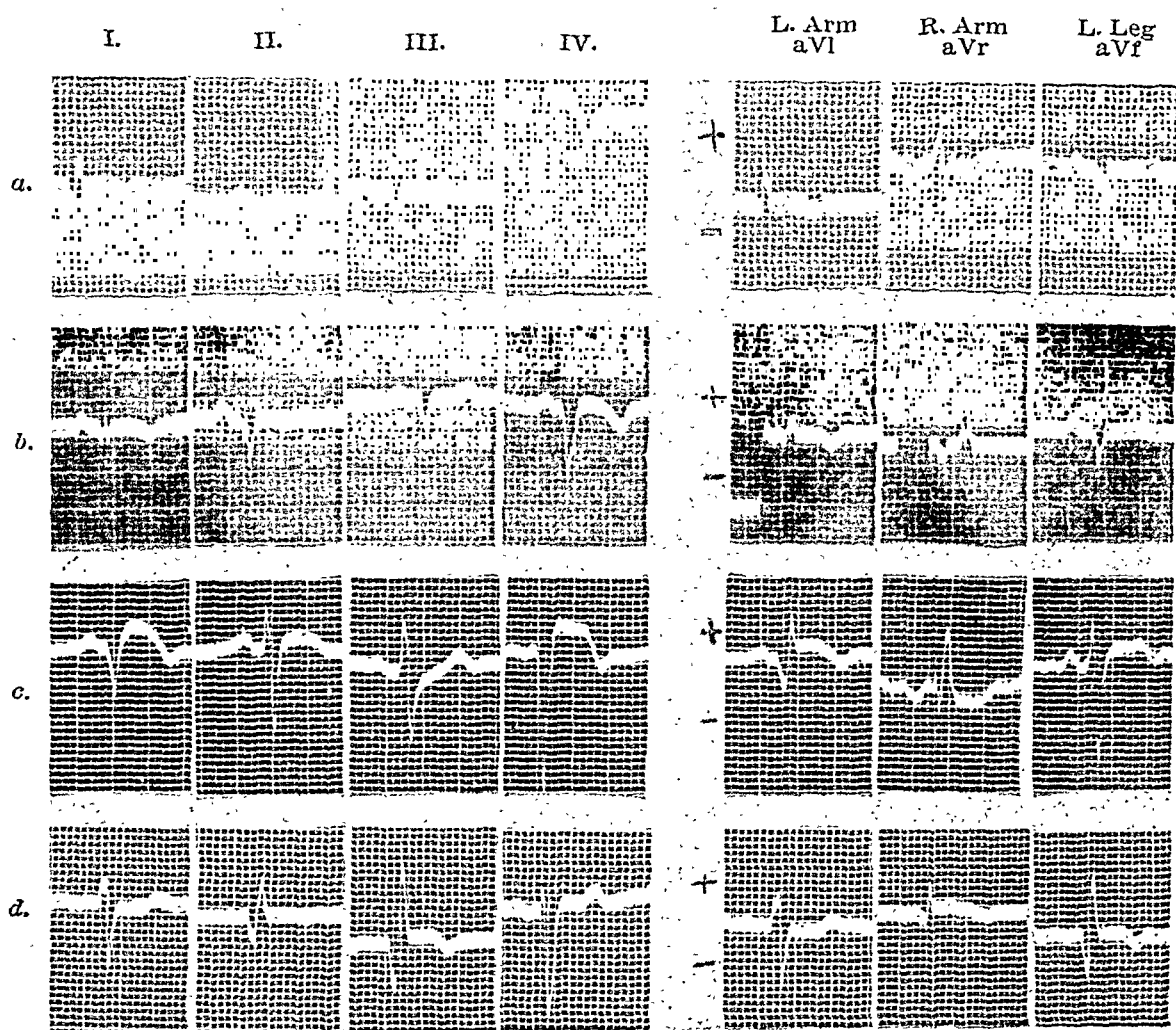 I. II. III. IV. L. Arm aVl R. Arm aVr L. Leg aVf
a. + =
b. + -
c. + -
d. + -